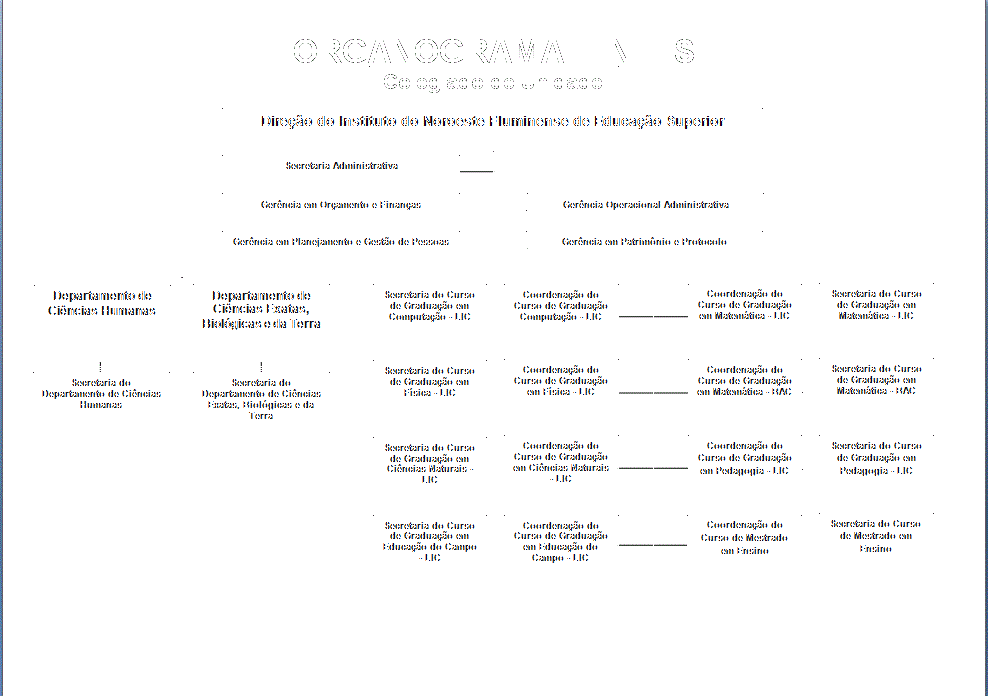 ORGANOGRAMA INES
Colegiado de Unidade
Direção do Instituto do Noroeste Fluminense de Educação Superior
Secretaria Administrativa
Gerência em Orçamento e Finanças
Gerência Operacional Administrativa
Gerência em Planejamento e Gestão de Pessoas
Gerência em Patrimônio e Protocolo
Departamento de
Ciências Humanas
Departamento de
Ciências Exatas,
Biológicas e da Terra
Secretaria do Curso
de Graduação em
Computação - LIC
Coordenação do
Curso de Graduação
Computação - LIC
Coordenação do
Curso de Graduação
em Matemática - LIC
Secretaria do Curso
de Graduação em
Matemática - LIC
Secretaria do
Departamento de Ciências
Humanas
Secretaria do
Departamento de Ciências
Exatas, Biológicas e da
Terra
Secretaria do Curso
de Graduação em
Física - LIC
Coordenação do
Curso de Graduação
em Física - LIC
Coordenação do
Curso de Graduação
em Matemática - BAC
Secretaria do Curso
de Graduação em
Matemática - BAC
Secretaria do Curso
de Graduação em
Ciências Naturais -
LIC
Coordenação do
Curso de Graduação
em Ciências Naturais
- LIC
Coordenação do
Curso de Graduação
em Pedagogia - LIC
Secretaria do Curso
de Graduação em
Pedagogia - LIC
Secretaria do Curso
de Graduação em
Educação do Campo
- LIC
Coordenação do
Curso de Graduação
em Educação do
Campo - LIC
Coordenação do
Curso de Mestrado
em Ensino
Secretaria do Curso
de Mestrado em
Ensino